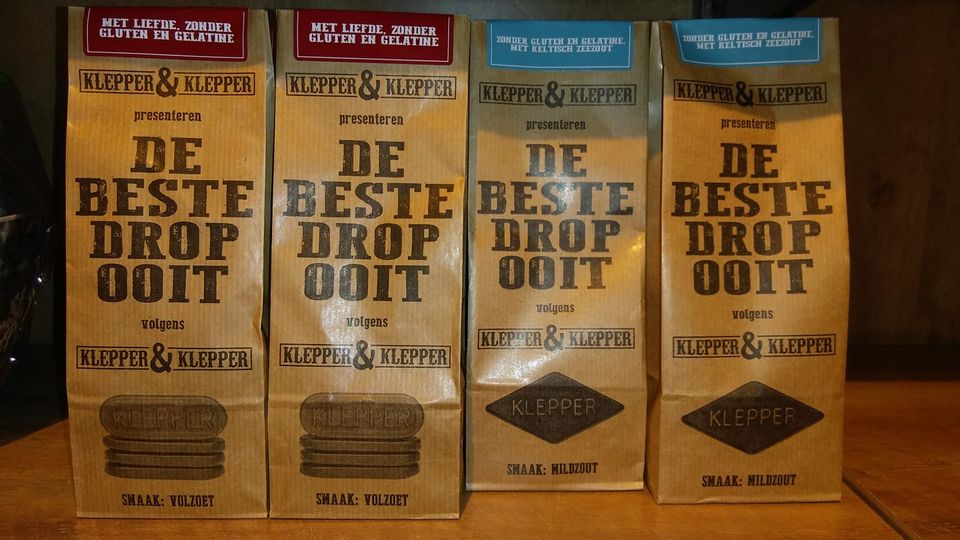 MET LIEFDE, ZONDER
GLUTEN EN GELATINE
KLEPPER & KLEPPER
presenteren
DE
BESTE
DROP
OOIT
volgens
KLEPPER & KLEPPER
KLEPPER
SMAAK: VOLZOET
MET LIEFDE, ZONDER
GLUTEN EN GELATINE
KLEPPER & KLEPPER
presenteren
DE
BESTE
DROP
OOIT
volgens
KLEPPER & KLEPPER
KLEPPER
SMAAK: VOLZOET
ZONDER GLUTEN EN GELATINE,
MET KELTISCH ZEEZOUT
KLEPPER & KLEPPER
presenteren
DE
BESTE
DROP
OOIT
volgens
KLEPPER & KLEPPER
KLEPPER
SMAAK: MILDZOUT
ZONDER GLUTEN EN GELATINE,
MET KELTISCH ZEEZOUT
KLEPPER & KLEPPER
presenteren
DE
BESTE
DROP
OOIT
volgens
KLEPPER & KLEPPER
KLEPPER
SMAAK: MILDZOUT